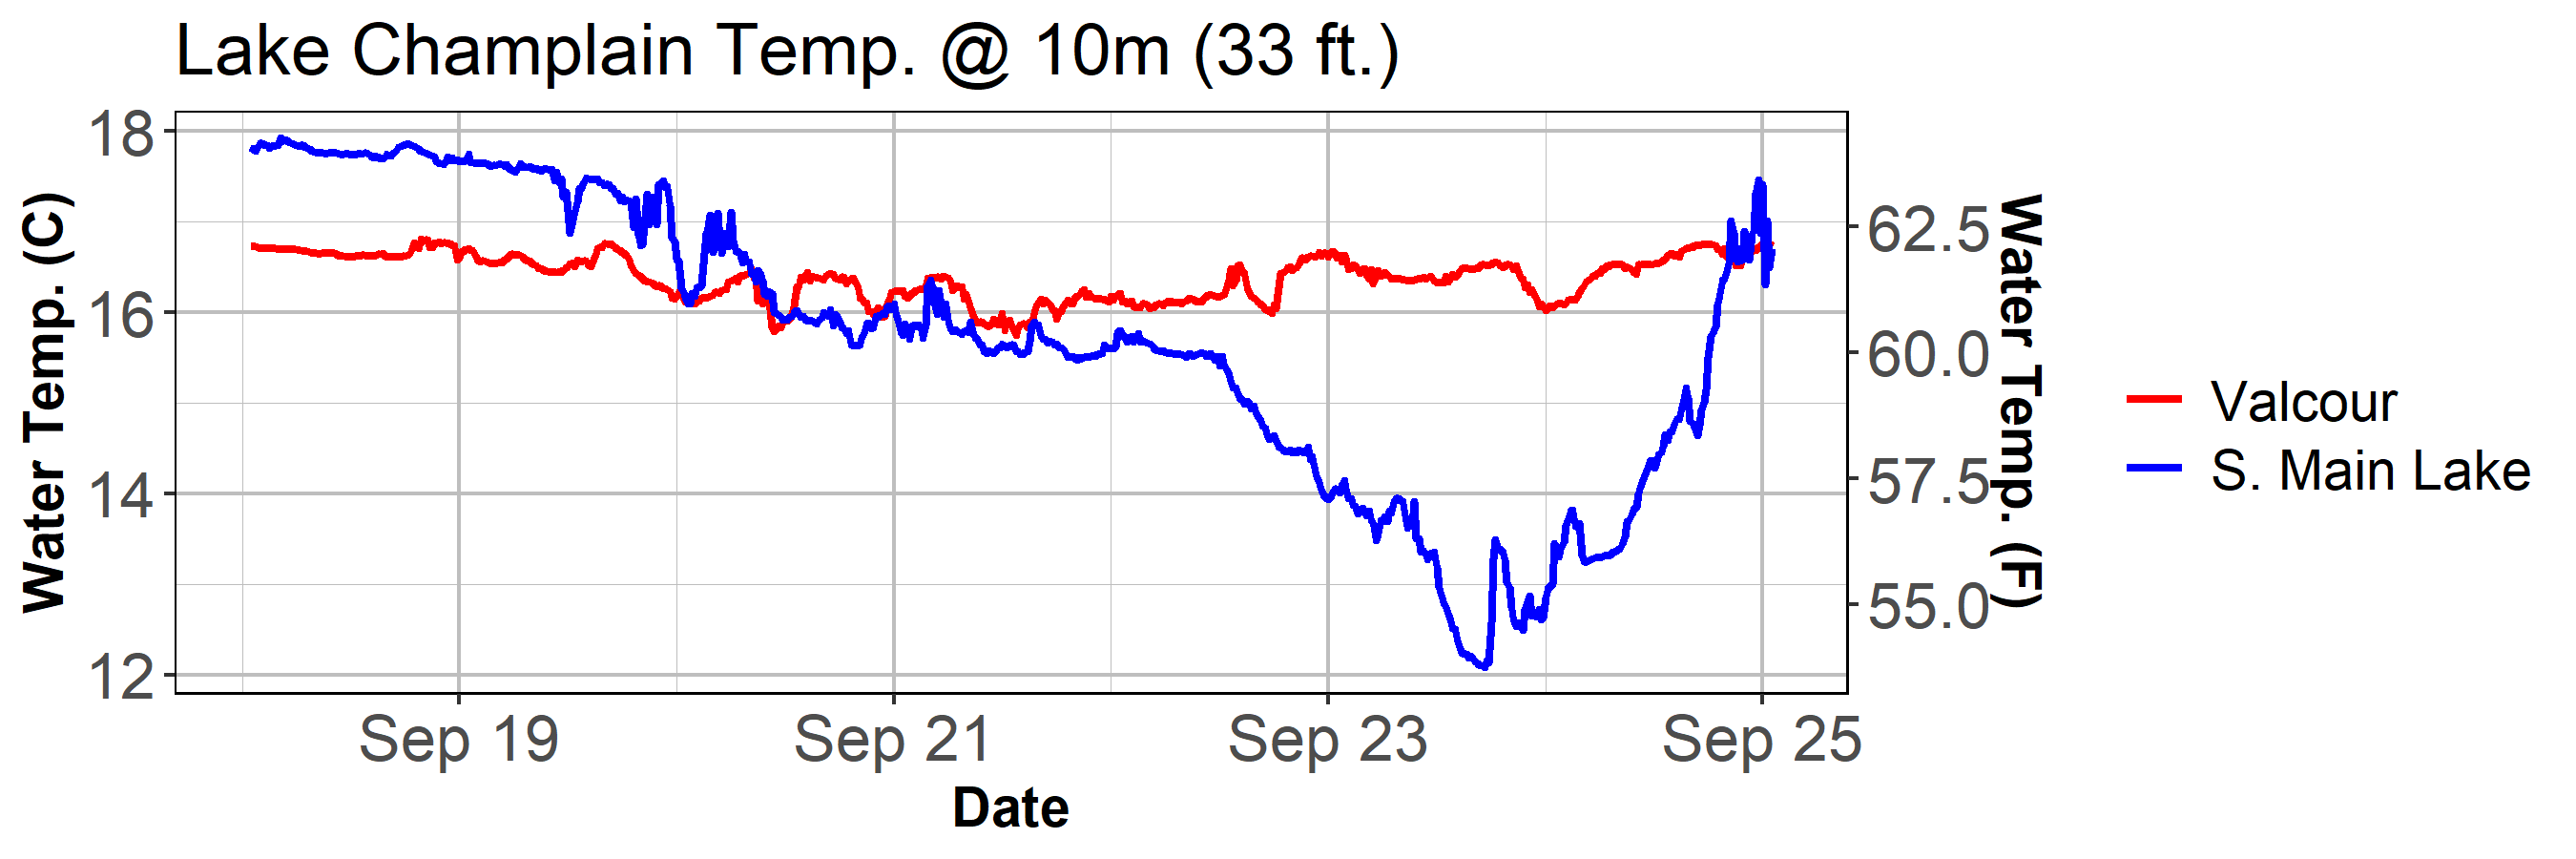 Lake Champlain Temp. @ 10m (33 ft.)
Water Temp. (C)
18
16
14
12
Water Temp. (F)
62.5
60.0
57.5
55.0
Sep 19
Sep 21
Sep 23
Sep 25
Date
Valcour
S. Main Lake